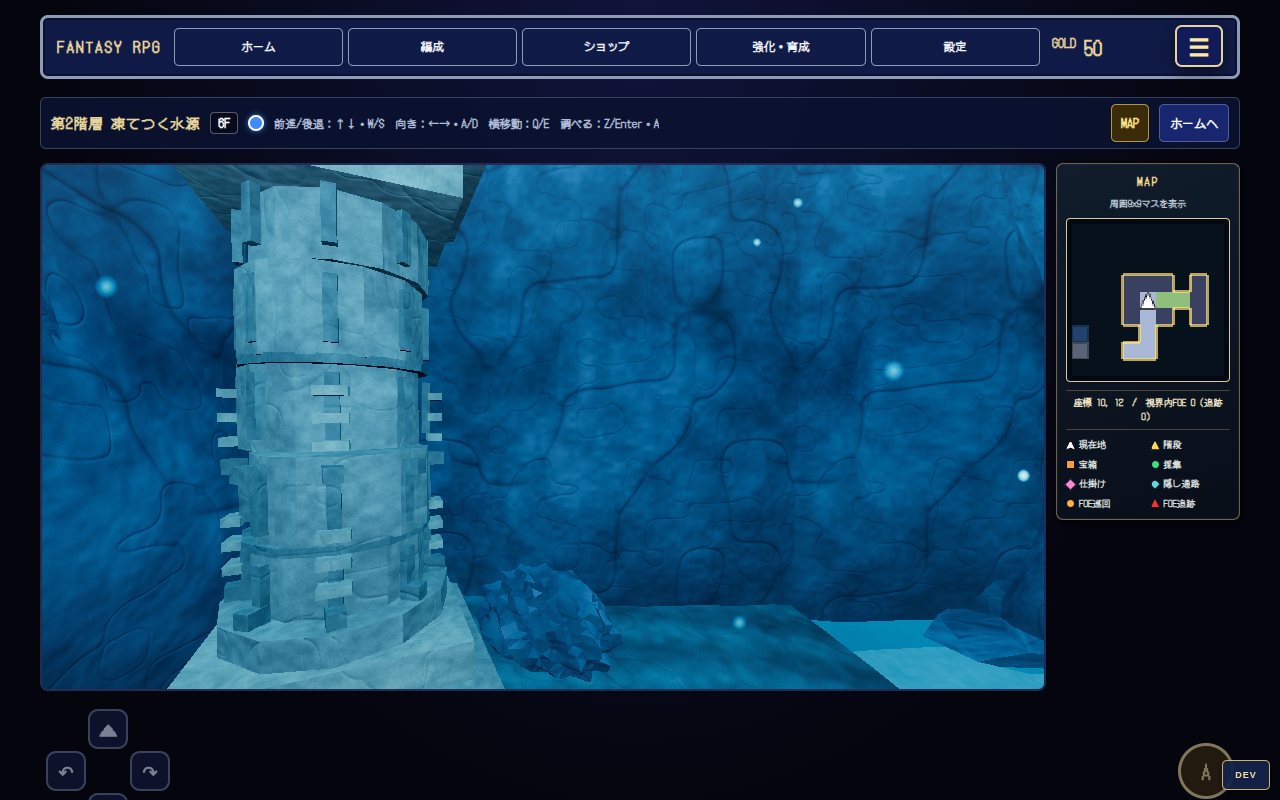 FANTASY RPG
ホーム
編成
ショップ
強化・育成
設定
GOLD 50
第2階層 凍てつく水源
6F
前進/後退：↑↓・W/S 向き：←→・A/D 横移動：Q/E 調べる：Z/Enter・A
MAP
ホームへ
MAP
周囲9x9マスを表示
座標 10, 12 / 視界内FOE 0（追跡
0）
現在地
階段
宝箱
採集
仕掛け
隠し通路
FOE巡回
FOE追跡
A
DEV